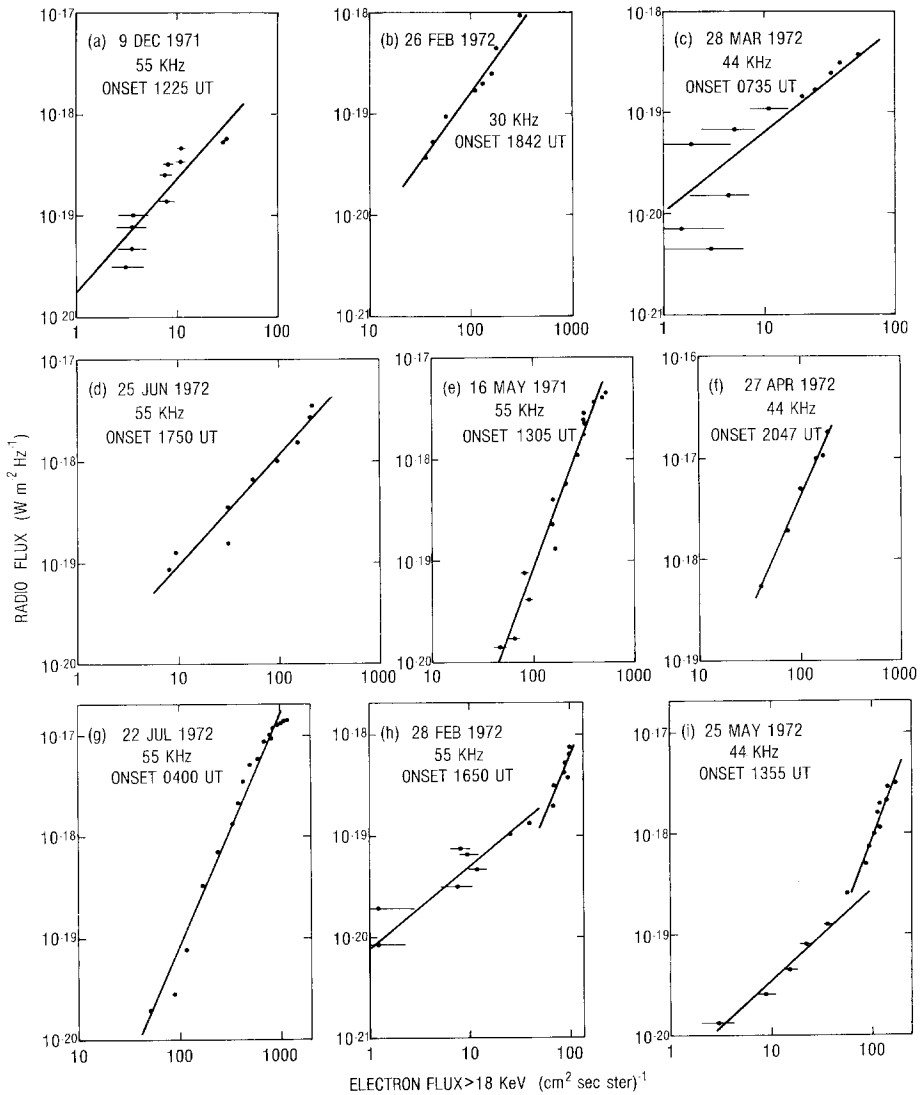 10⁻¹⁷
(a) 9 DEC 1971
55 KHz
ONSET 1225 UT
10⁻¹⁸
10⁻¹⁹
10⁻²⁰
1 10 100
10⁻¹⁷
(b) 26 FEB 1972
30 KHz
ONSET 1842 UT
10⁻¹⁸
10⁻¹⁹
10⁻²⁰
10⁻²¹
10 100 1000
10⁻¹⁸
(c) 28 MAR 1972
44 KHz
ONSET 0735 UT
10⁻¹⁹
10⁻²⁰
10⁻²¹
1 10 100
RADIO FLUX (W m⁻² Hz⁻¹)
10⁻¹⁷
(d) 25 JUN 1972
55 KHz
ONSET 1750 UT
10⁻¹⁸
10⁻¹⁹
10⁻²⁰
1 10 100 1000
10⁻¹⁷
(e) 16 MAY 1971
55 KHz
ONSET 1305 UT
10⁻¹⁸
10⁻¹⁹
10⁻²⁰
10 100 1000
10⁻¹⁶
(f) 27 APR 1972
44 KHz
ONSET 2047 UT
10⁻¹⁷
10⁻¹⁸
10⁻¹⁹
10 100 1000
10⁻¹⁷
(g) 22 JUL 1972
55 KHz
ONSET 0400 UT
10⁻¹⁸
10⁻¹⁹
10⁻²⁰
10 100 1000
10⁻¹⁸
(h) 28 FEB 1972
55 KHz
ONSET 1650 UT
10⁻¹⁹
10⁻²⁰
10⁻²¹
1 10 100
10⁻¹⁷
(i) 25 MAY 1972
44 KHz
ONSET 1355 UT
10⁻¹⁸
10⁻¹⁹
10⁻²⁰
1 10 100
ELECTRON FLUX>18 KeV (cm² sec ster)⁻¹